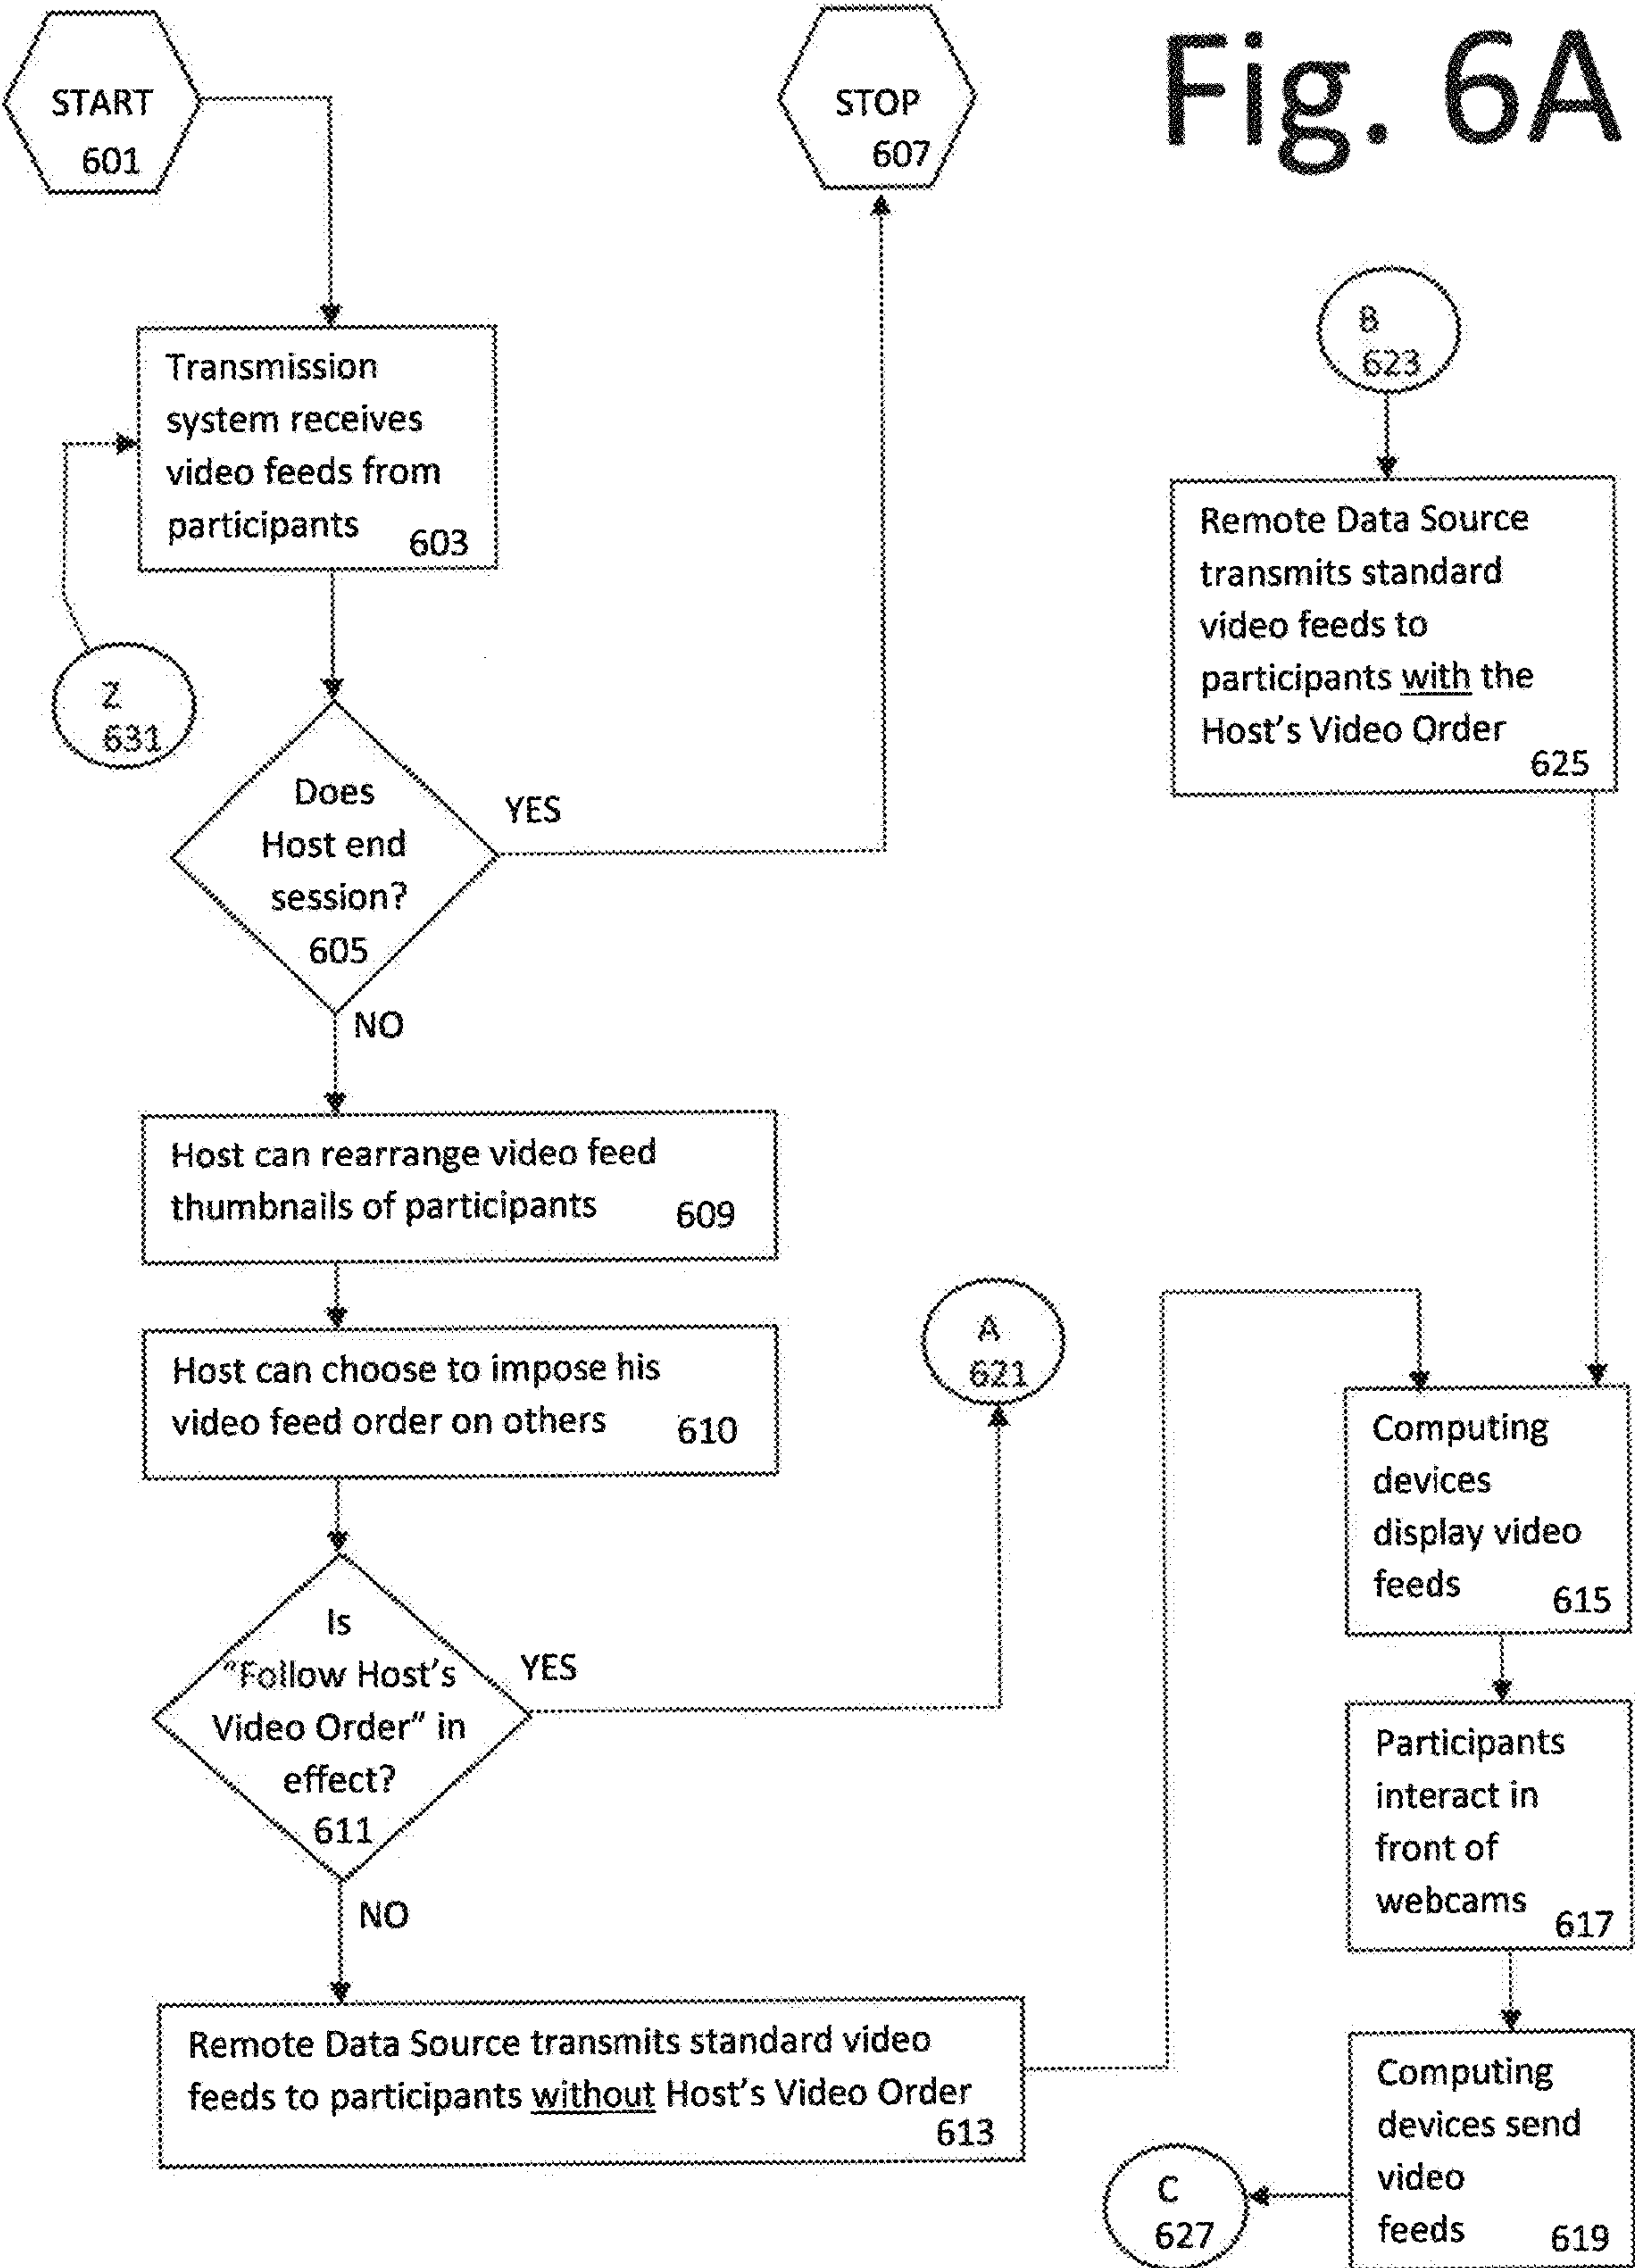 Fig. 6A
START
601
STOP
607
Transmission
system receives
video feeds from
participants
603
Z
631
Does
Host end
session?
605
YES
NO
Host can rearrange video feed
thumbnails of participants
609
Host can choose to impose his
video feed order on others
610
Is
"Follow Host's
Video Order" in
effect?
611
YES
NO
A
621
Remote Data Source transmits standard video
feeds to participants without Host's Video Order
613
B
623
Remote Data Source
transmits standard
video feeds to
participants with the
Host's Video Order
625
Computing
devices
display video
feeds
615
Participants
interact in
front of
webcams
617
Computing
devices send
video
feeds
619
C
627